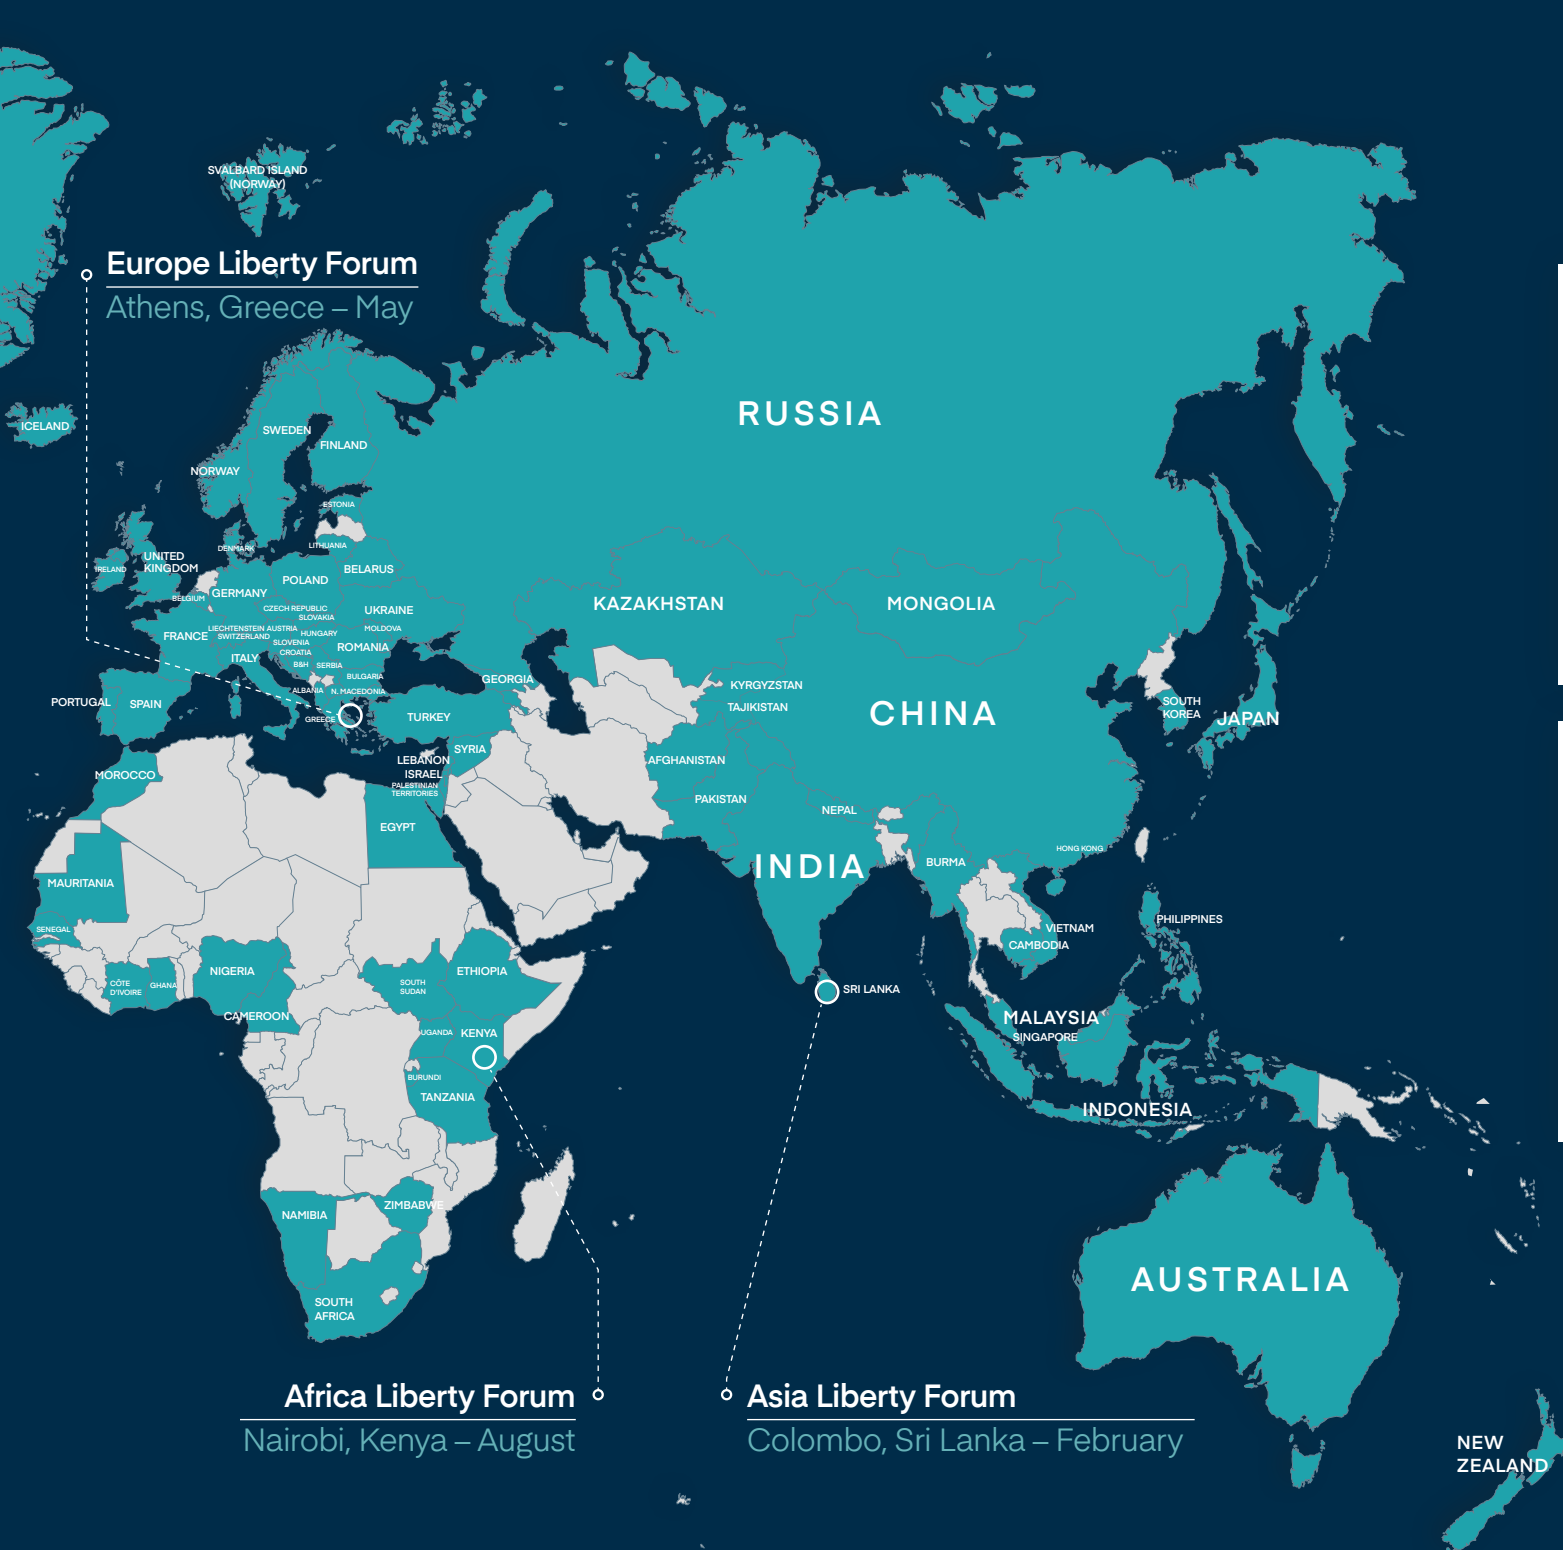 SVALBARD ISLAND
(NORWAY)
Europe Liberty Forum
Athens, Greece – May
ICELAND
SWEDEN
FINLAND
NORWAY
RUSSIA
ESTONIA
LITHUANIA
DENMARK
UNITED
KINGDOM
IRELAND
BELARUS
POLAND
GERMANY
BELGIUM
CZECH REPUBLIC
SLOVAKIA
UKRAINE
LIECHTENSTEIN AUSTRIA
SWITZERLAND
HUNGARY
MOLDOVA
FRANCE
SLOVENIA
CROATIA
ROMANIA
ITALY
B&H
SERBIA
BULGARIA
ALBANIA
N. MACEDONIA
PORTUGAL
SPAIN
GREECE
TURKEY
GEORGIA
KAZAKHSTAN
MONGOLIA
KYRGYZSTAN
TAJIKISTAN
CHINA
SOUTH
KOREA
JAPAN
SYRIA
LEBANON
ISRAEL
PALESTINIAN
TERRITORIES
AFGHANISTAN
PAKISTAN
NEPAL
MOROCCO
EGYPT
INDIA
BURMA
HONG KONG
MAURITANIA
SENEGAL
PHILIPPINES
VIETNAM
CAMBODIA
NIGERIA
CÔTE
D'IVOIRE
GHANA
SOUTH
SUDAN
ETHIOPIA
SRI LANKA
CAMEROON
UGANDA
KENYA
MALAYSIA
SINGAPORE
BURUNDI
TANZANIA
INDONESIA
ZIMBABWE
NAMIBIA
AUSTRALIA
SOUTH
AFRICA
Africa Liberty Forum
Nairobi, Kenya – August
Asia Liberty Forum
Colombo, Sri Lanka – February
NEW
ZEALAND